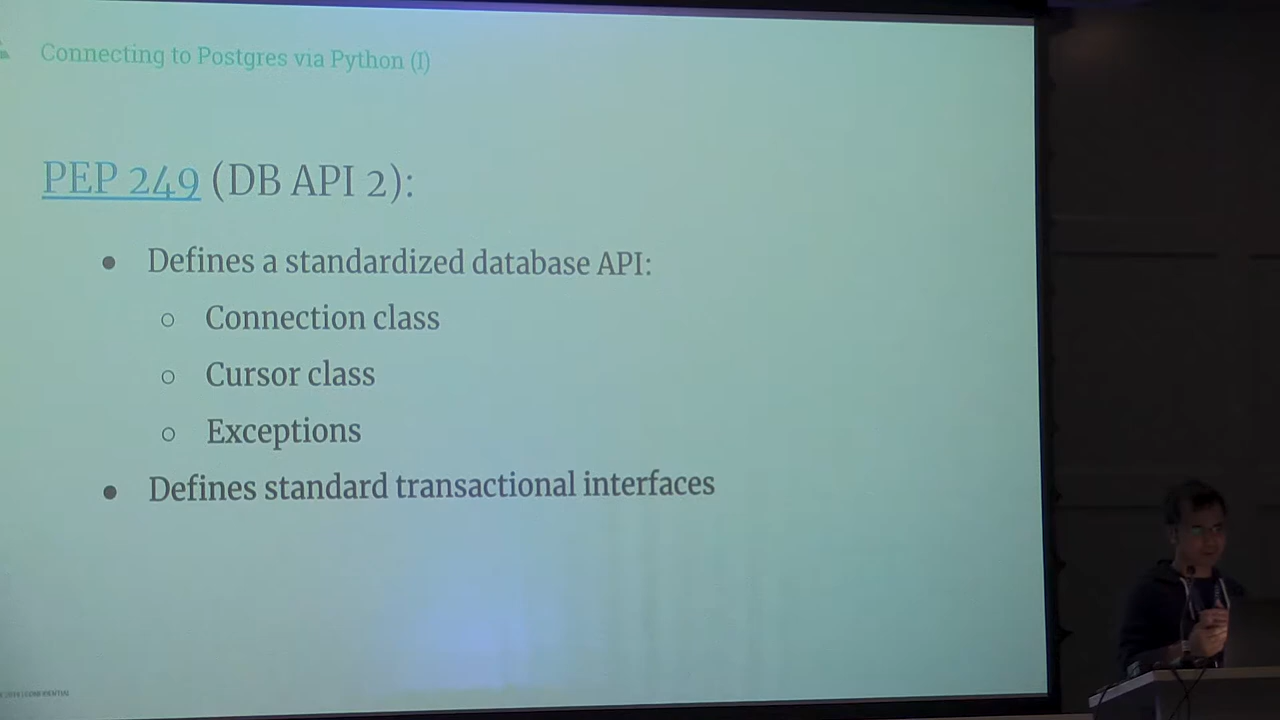 Connecting to Postgres via Python (I)
PEP 249 (DB API 2):
Defines a standardized database API:
Connection class
Cursor class
Exceptions
Defines standard transactional interfaces
CONFIDENTIAL